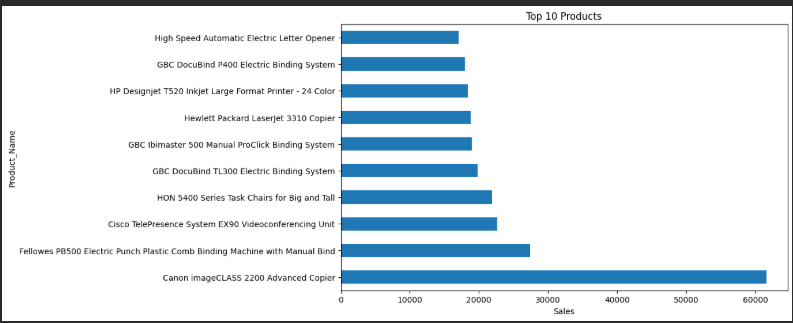 Top 10 Products
Product_Name
High Speed Automatic Electric Letter Opener
GBC DocuBind P400 Electric Binding System
HP Designjet T520 Inkjet Large Format Printer - 24 Color
Hewlett Packard LaserJet 3310 Copier
GBC Ibimaster 500 Manual ProClick Binding System
GBC DocuBind TL300 Electric Binding System
HON 5400 Series Task Chairs for Big and Tall
Cisco TelePresence System EX90 Videoconferencing Unit
Fellowes PB500 Electric Punch Plastic Comb Binding Machine with Manual Bind
Canon imageCLASS 2200 Advanced Copier
0 10000 20000 30000 40000 50000 60000
Sales